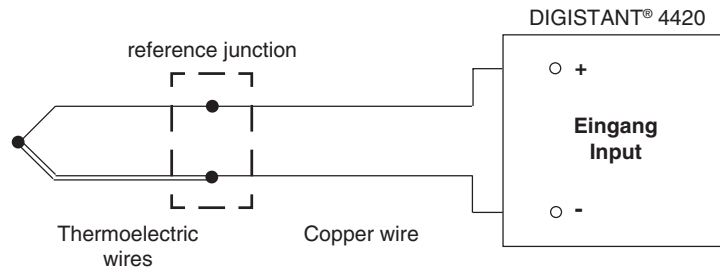 DIGISTANT® 4420
reference junction
+
Eingang
Input
-
Thermoelectric
wires
Copper wire